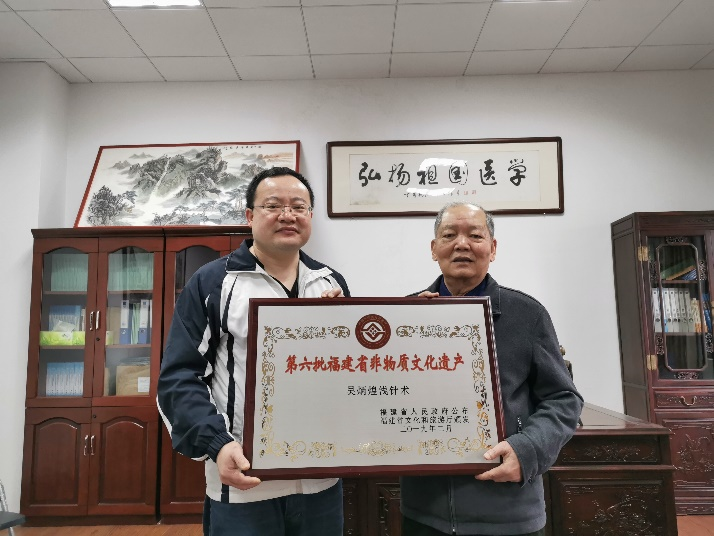 弘扬祖国医学
第六批福建省非物质文化遗产
吴炳煌浅针术
福建省人民政府公布
福建省文化和旅游厅颁发
二〇一九年二月